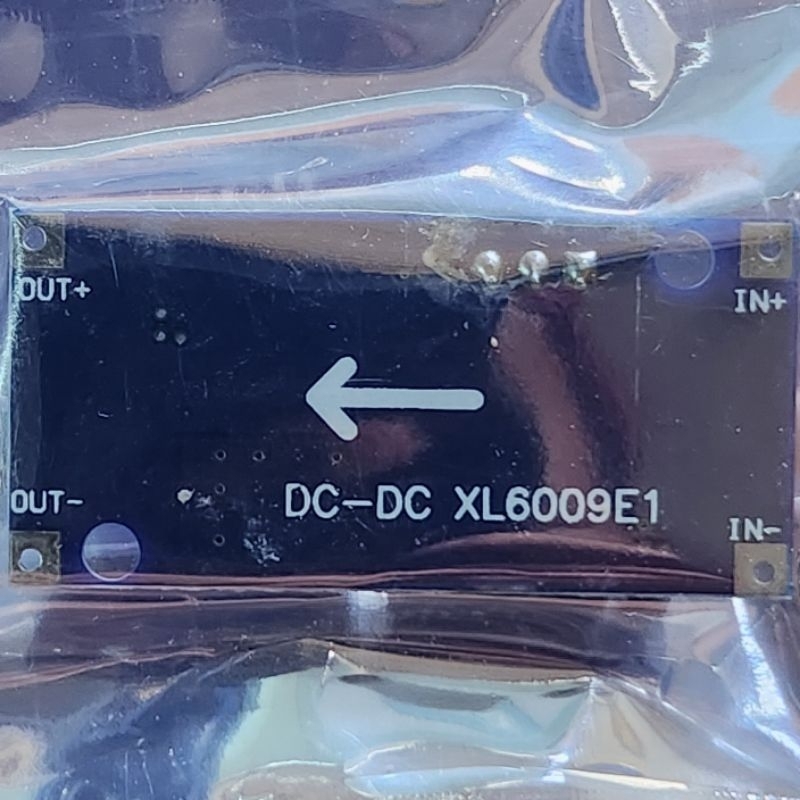 OUT+
IN+
OUT-
DC-DC XL6009E1
IN-